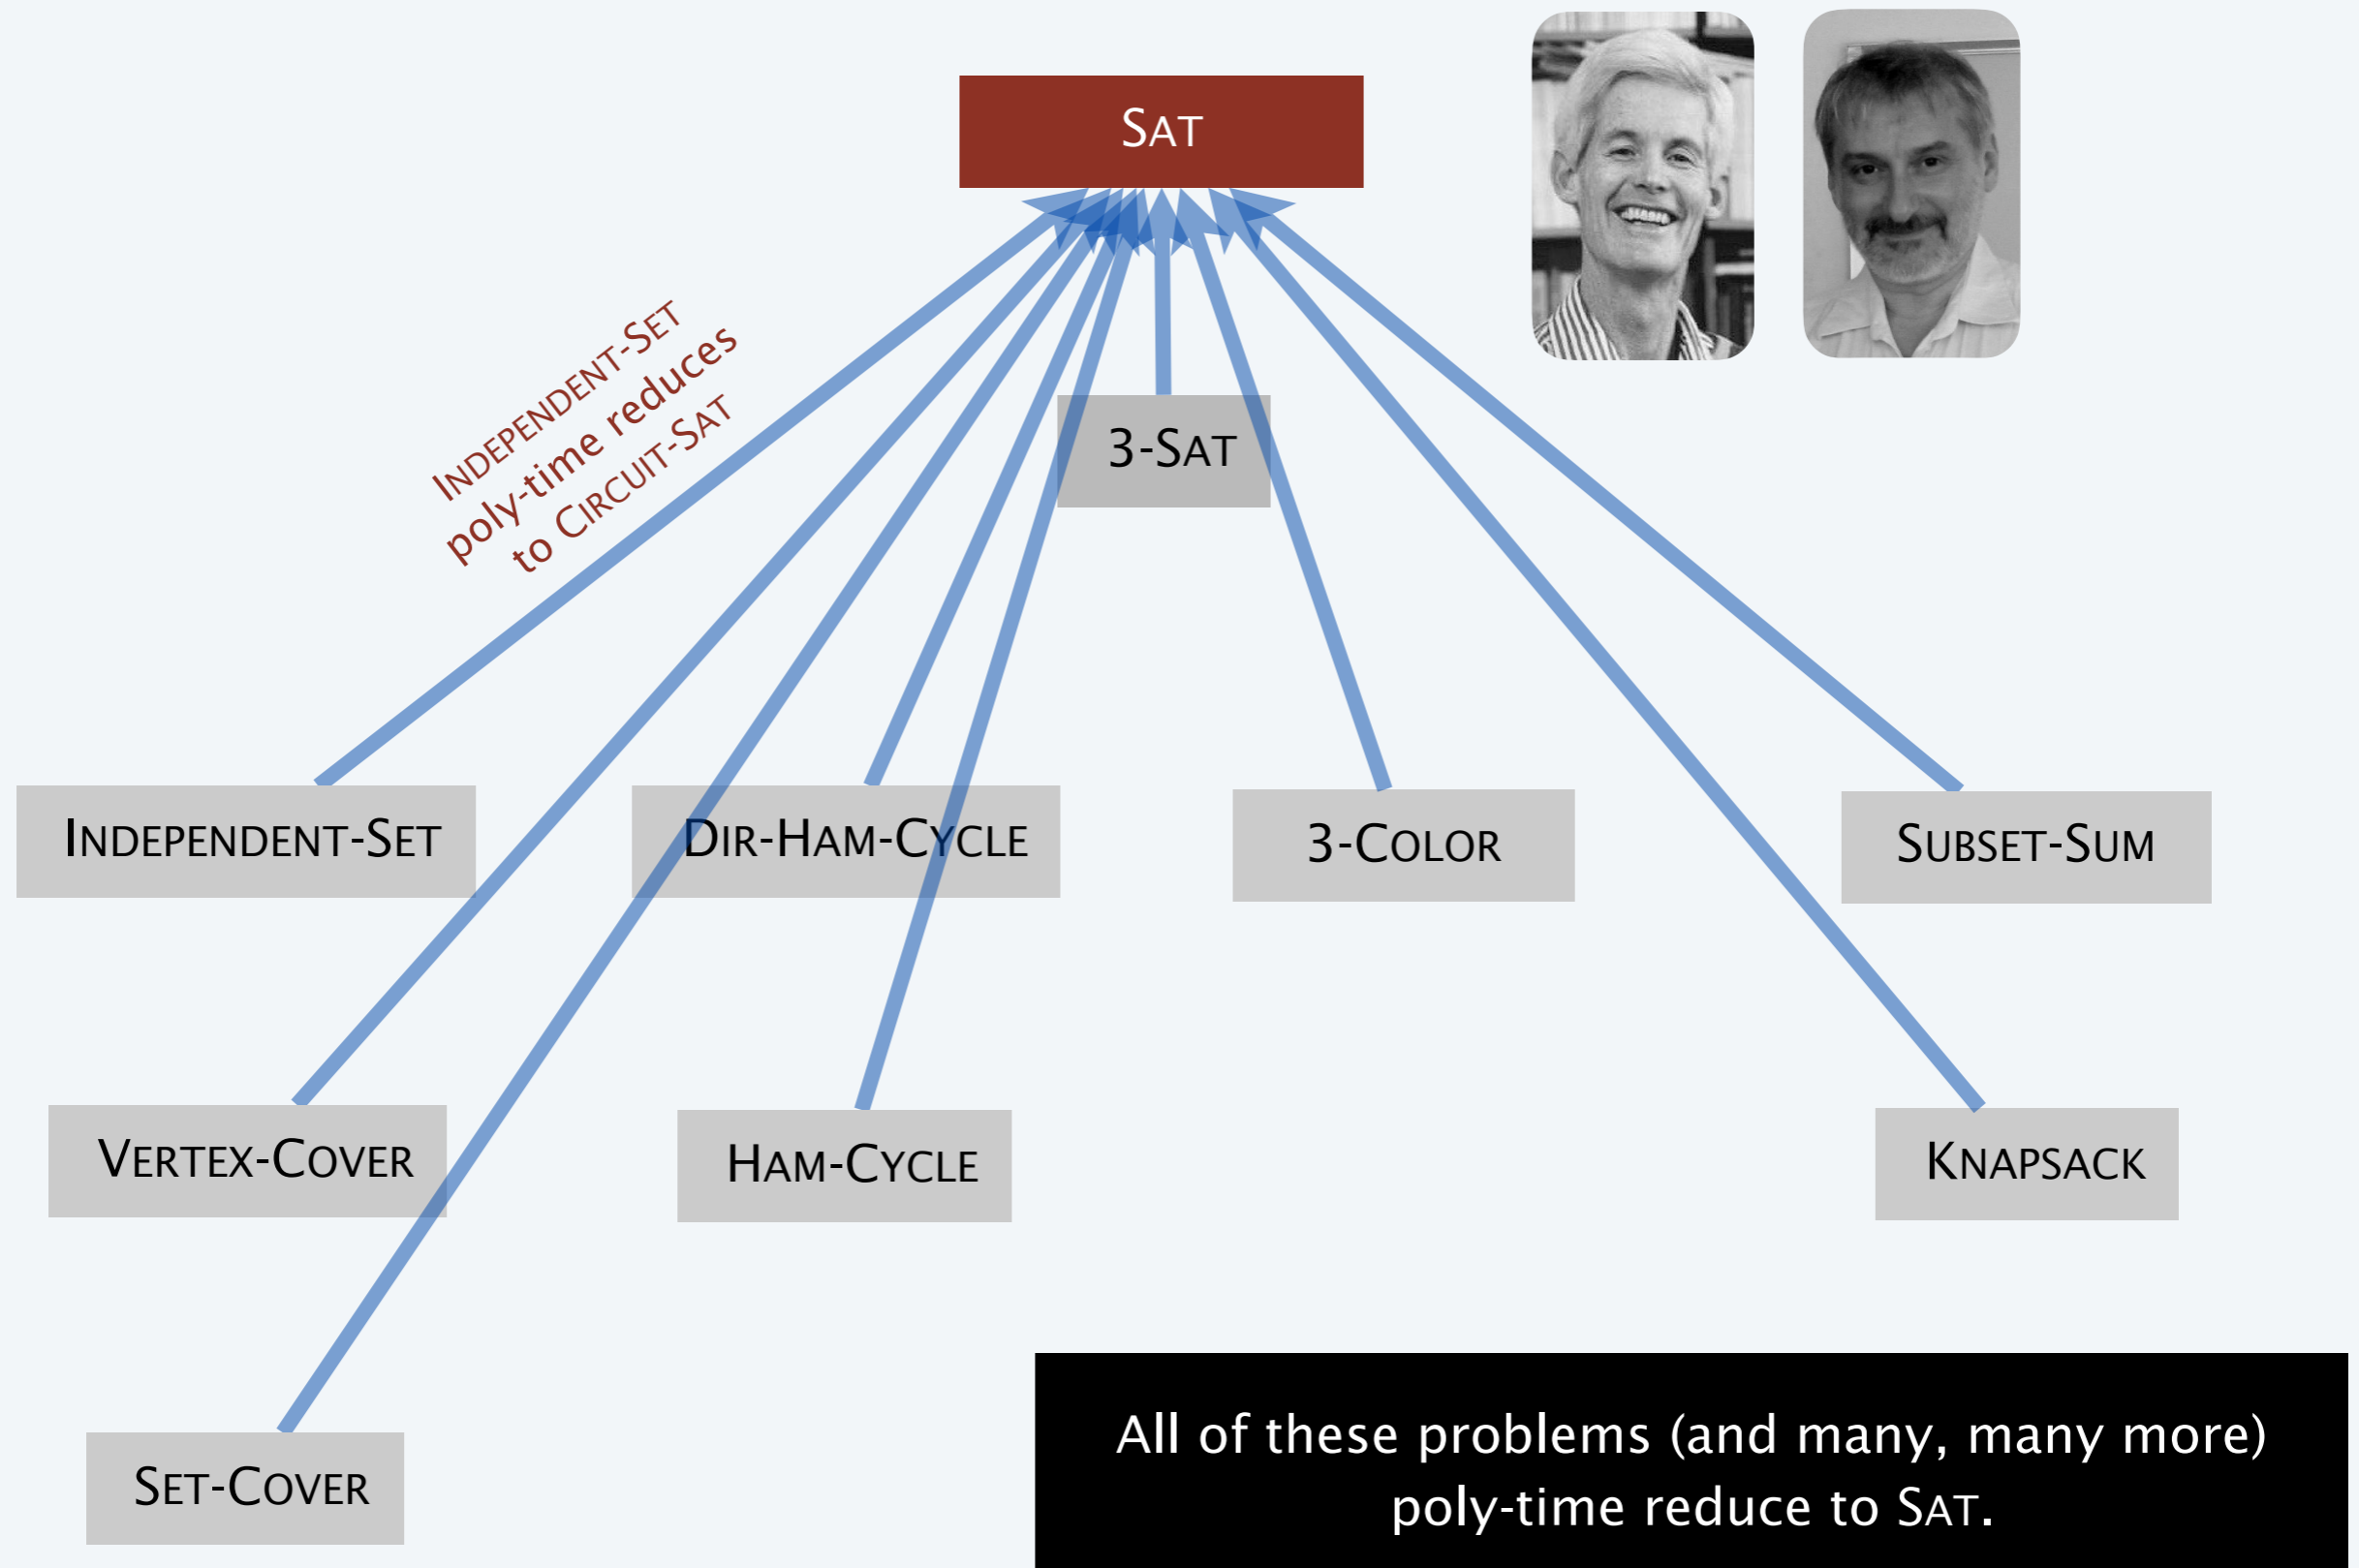 SAT
INDEPENDENT-SET
poly-time reduces
to CIRCUIT-SAT
3-SAT
INDEPENDENT-SET
DIR-HAM-CYCLE
3-COLOR
SUBSET-SUM
VERTEX-COVER
HAM-CYCLE
KNAPSACK
SET-COVER
All of these problems (and many, many more)
poly-time reduce to SAT.